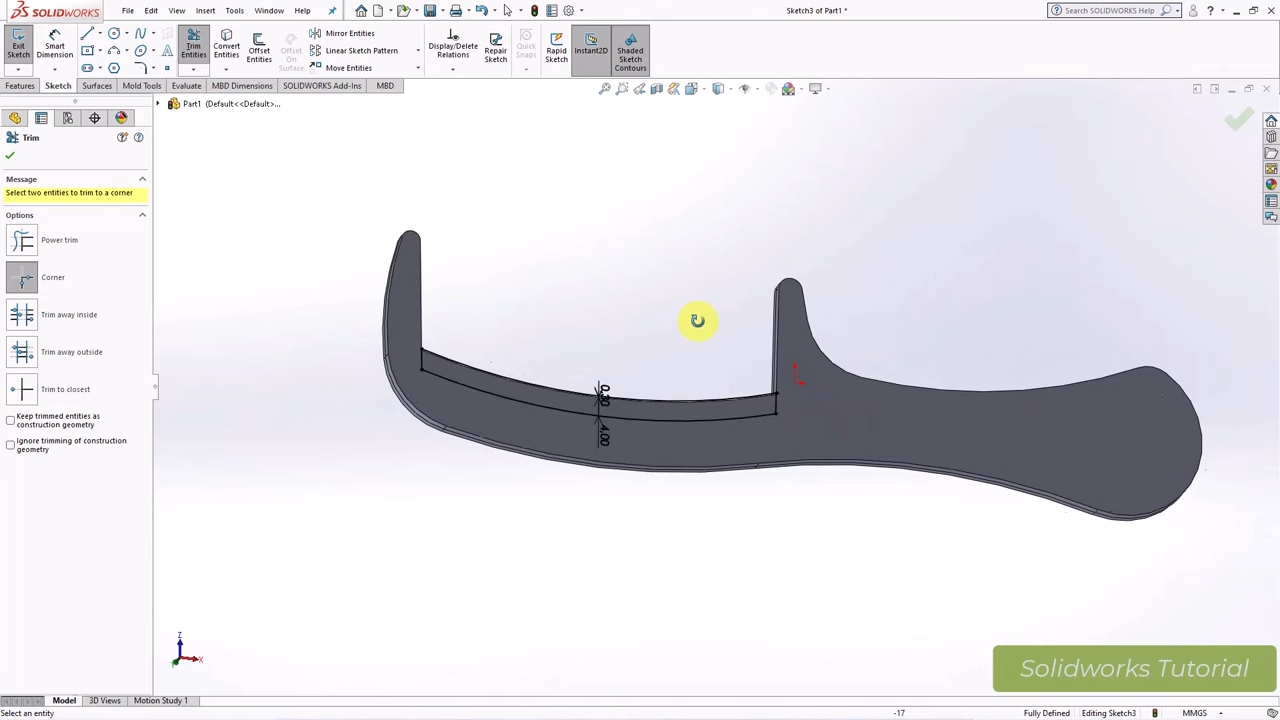 SOLIDWORKS File Edit View Insert Tools Window Help Sketch3 of Part1 * Search SOLIDWORKS Help
Exit Sketch
Smart Dimension
Trim Entities
Convert Entities
Offset Entities
Offset On Surface
Mirror Entities
Linear Sketch Pattern
Move Entities
Display/Delete Relations
Repair Sketch
Quick Snaps
Rapid Sketch
Instant2D
Shaded Sketch Contours
Features Sketch Surfaces Mold Tools Evaluate MBD Dimensions SOLIDWORKS Add-Ins MBD
Part1 (Default<<Default>...
Trim
Message
Select two entities to trim to a corner
Options
Power trim
Corner
Trim away inside
Trim away outside
Trim to closest
Keep trimmed entities as
construction geometry
Ignore trimming of construction
geometry
0.30
4.00
Z
X
Solidworks Tutorial
Model 3D Views Motion Study 1
Select an entity -17 Fully Defined Editing Sketch3 MMGS